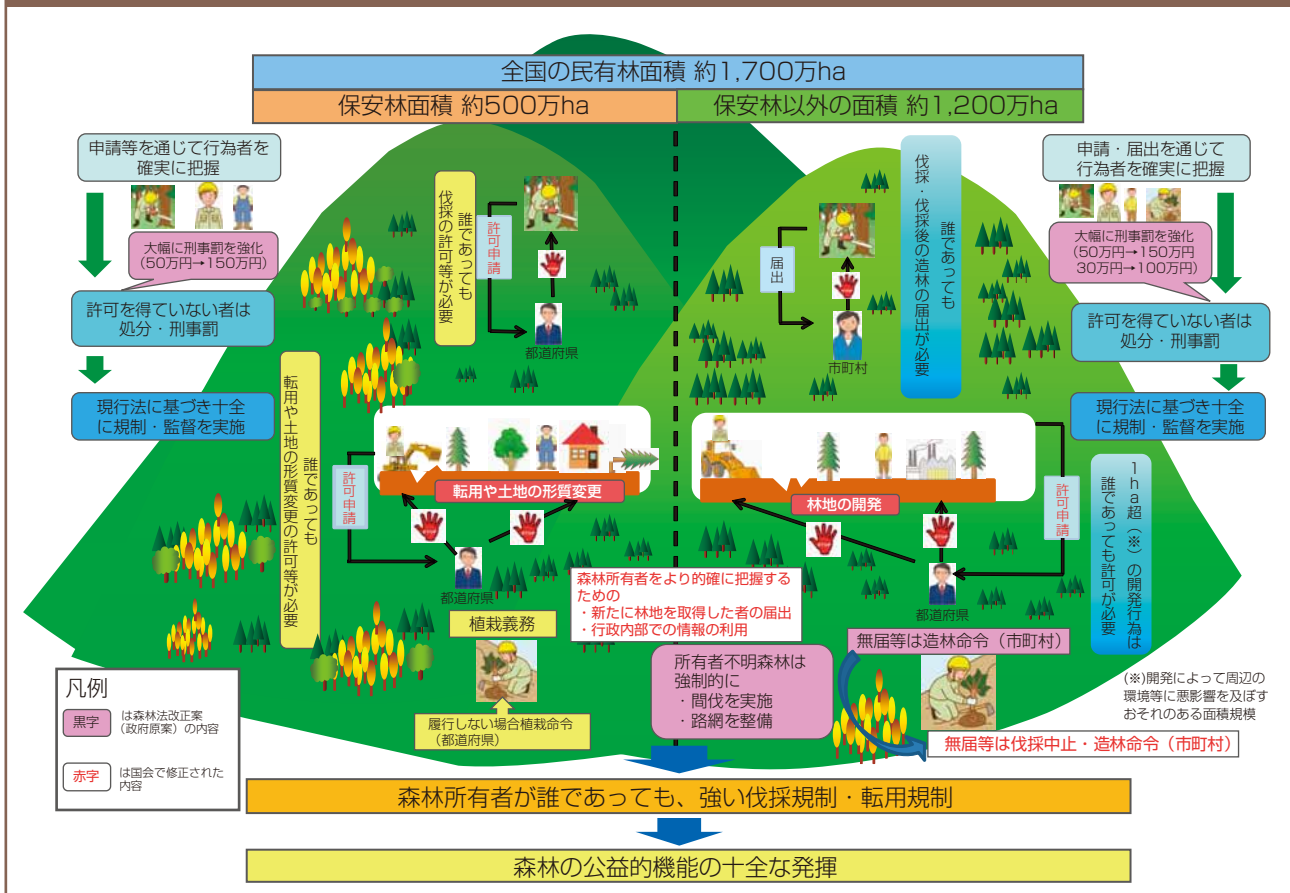 全国の民有林面積 約1,700万ha
保安林面積 約500万ha
保安林以外の面積 約1,200万ha
申請等を通じて行為者を
確実に把握
大幅に刑事罰を強化
(50万円→150万円)
許可を得ていない者は
処分・刑事罰
現行法に基づき十全
に規制・監督を実施
誰であっても
伐採の許可等が必要
許可申請
都道府県
誰であっても
転用や土地の形質変更の許可等が必要
許可申請
転用や土地の形質変更
都道府県
植栽義務
履行しない場合植栽命令
(都道府県)
届出
市町村
誰であっても
伐採・伐採後の造林の届出が必要
申請・届出を通じて
行為者を確実に把握
大幅に刑事罰を強化
(50万円→150万円
30万円→100万円)
許可を得ていない者は
処分・刑事罰
現行法に基づき十全
に規制・監督を実施
林地の開発
許可申請
都道府県
1ha超(※)の開発行為は
誰であっても許可が必要
森林所有者をより的確に把握する
ための
・新たに林地を取得した者の届出
・行政内部での情報の利用
所有者不明森林は
強制的に
・間伐を実施
・路網を整備
無届等は造林命令(市町村)
無届等は伐採中止・造林命令(市町村)
(※)開発によって周辺の
環境等に悪影響を及ぼす
おそれのある面積規模
凡例
黒字 は森林法改正案
(政府原案)の内容
赤字 は国会で修正された
内容
森林所有者が誰であっても、強い伐採規制・転用規制
森林の公益的機能の十全な発揮